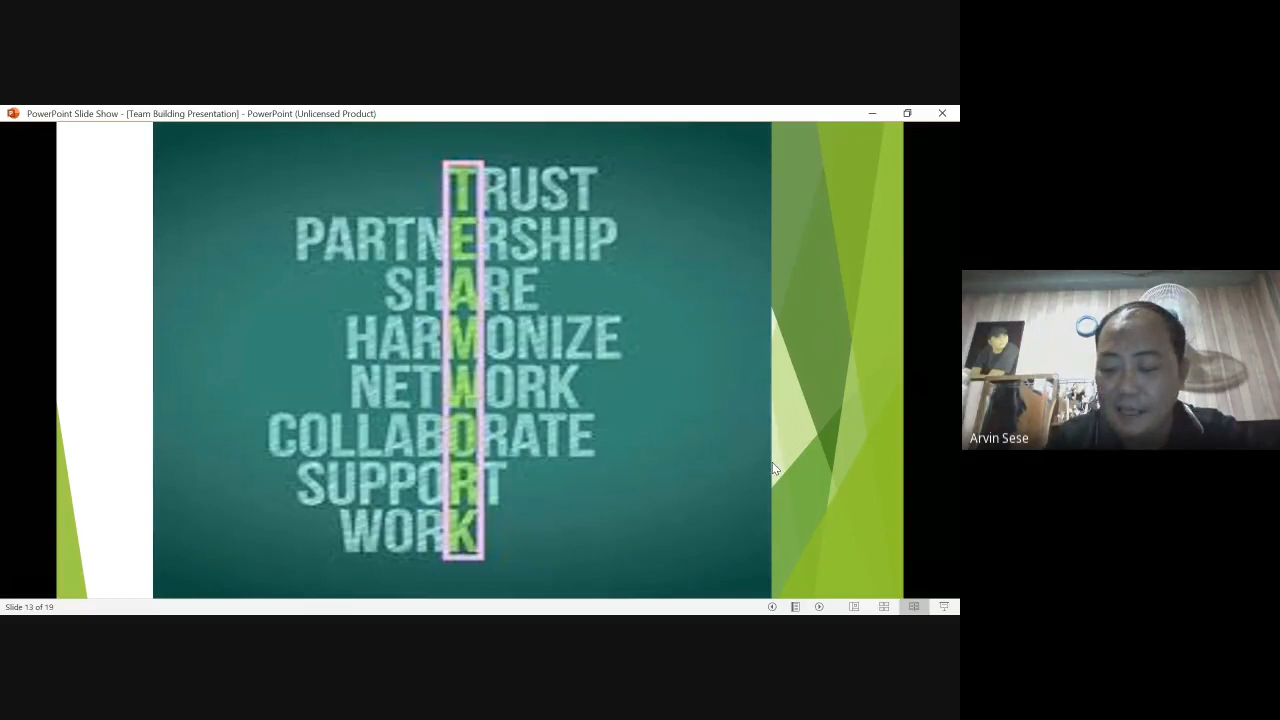 PowerPoint Slide Show - [Team Building Presentation] - PowerPoint (Unlicensed Product)
TRUST
PARTNERSHIP
SHARE
HARMONIZE
NETWORK
COLLABORATE
SUPPORT
WORK
Arvin Sese
Slide 13 of 19